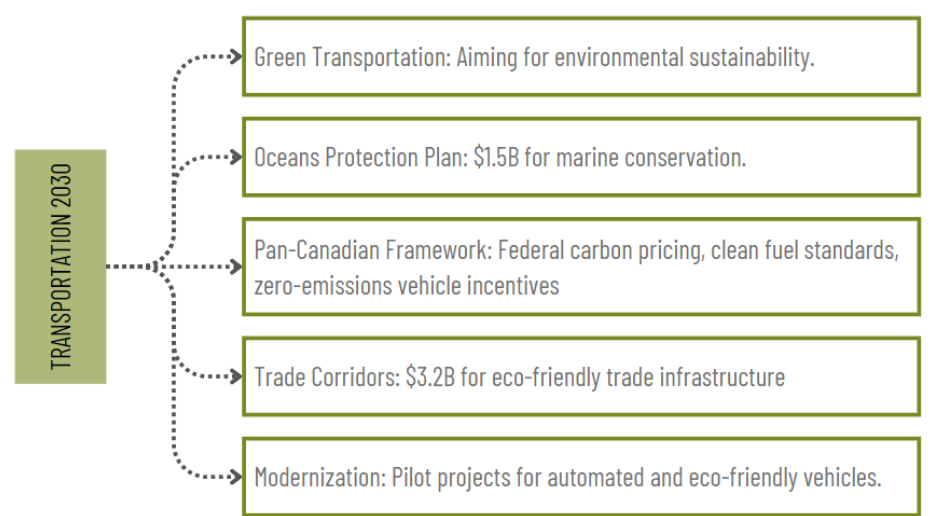 TRANSPORTATION 2030
Green Transportation: Aiming for environmental sustainability.
Oceans Protection Plan: $1.5B for marine conservation.
Pan-Canadian Framework: Federal carbon pricing, clean fuel standards,
zero-emissions vehicle incentives
Trade Corridors: $3.2B for eco-friendly trade infrastructure
Modernization: Pilot projects for automated and eco-friendly vehicles.